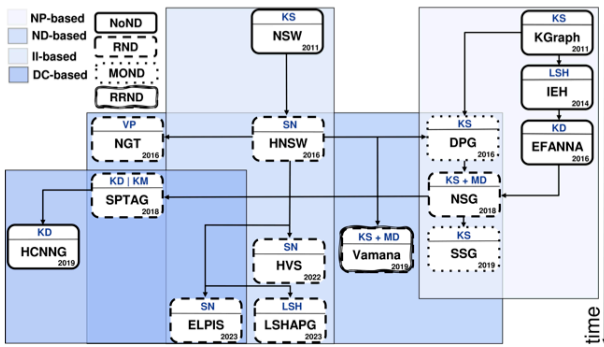 NP-based
ND-based
II-based
DC-based
NoND
RND
MOND
RRND
KS
NSW
2011
KS
KGraph
2011
LSH
IEH
2014
KD
EFANNA
2016
VP
NGT
2016
SN
HNSW
2016
KS
DPG
2016
KD | KM
SPTAG
2018
KS + MD
NSG
2018
KD
HCNNG
2019
SN
HVS
2022
KS + MD
Vamana
2019
KS
SSG
2019
SN
ELPIS
2023
LSH
LSHAPG
2023
time